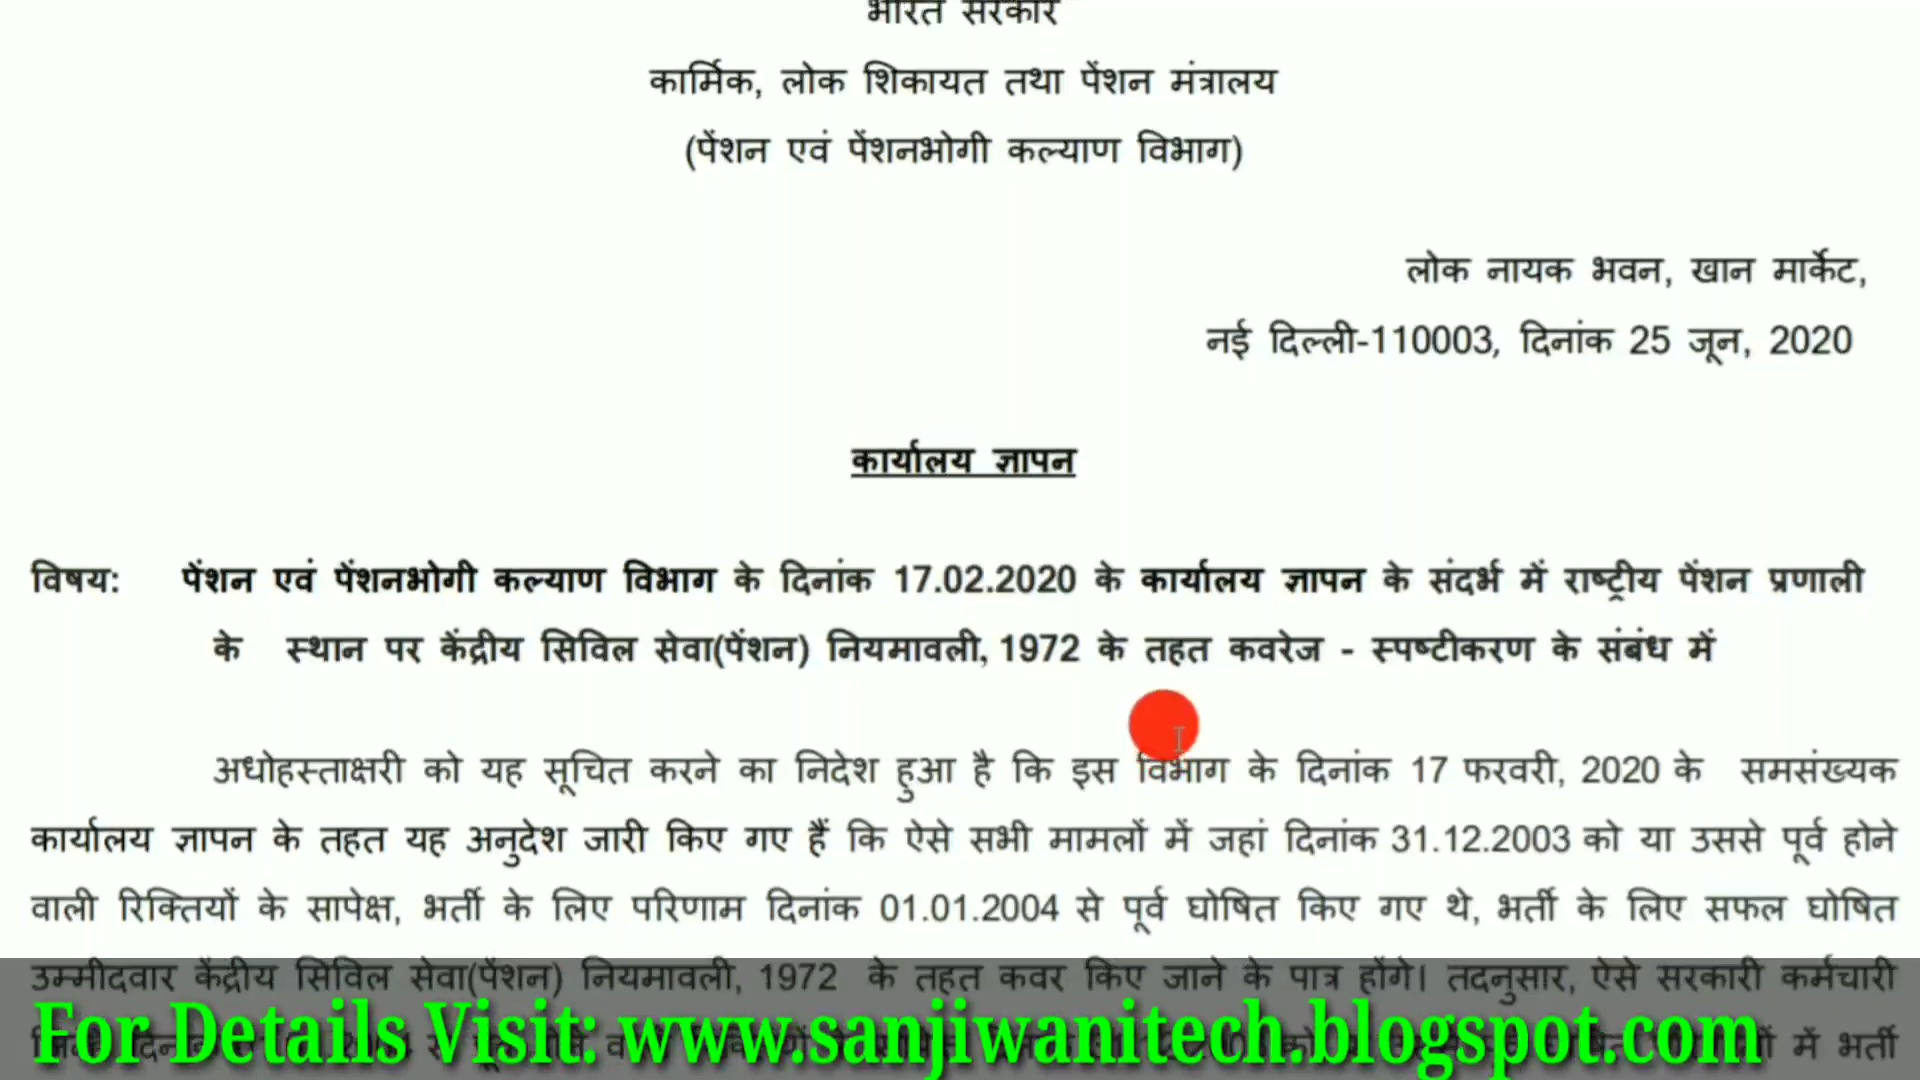 भारत सरकार
कार्मिक, लोक शिकायत तथा पेंशन मंत्रालय
(पेंशन एवं पेंशनभोगी कल्याण विभाग)
लोक नायक भवन, खान मार्केट,
नई दिल्ली-110003, दिनांक 25 जून, 2020
कार्यालय ज्ञापन
विषय: पेंशन एवं पेंशनभोगी कल्याण विभाग के दिनांक 17.02.2020 के कार्यालय ज्ञापन के संदर्भ में राष्ट्रीय पेंशन प्रणाली
के स्थान पर केंद्रीय सिविल सेवा(पेंशन) नियमावली, 1972 के तहत कवरेज - स्पष्टीकरण के संबंध में
अधोहस्ताक्षरी को यह सूचित करने का निदेश हुआ है कि इस विभाग के दिनांक 17 फरवरी, 2020 के समसंख्यक
कार्यालय ज्ञापन के तहत यह अनुदेश जारी किए गए हैं कि ऐसे सभी मामलों में जहां दिनांक 31.12.2003 को या उससे पूर्व होने
वाली रिक्तियों के सापेक्ष, भर्ती के लिए परिणाम दिनांक 01.01.2004 से पूर्व घोषित किए गए थे, भर्ती के लिए सफल घोषित
उम्मीदवार केंद्रीय सिविल सेवा(पेंशन) नियमावली, 1972 के तहत कवर किए जाने के पात्र होंगे। तदनुसार, ऐसे सरकारी कर्मचारी
में भर्ती
For Details Visit: www.sanjiwanitech.blogspot.com